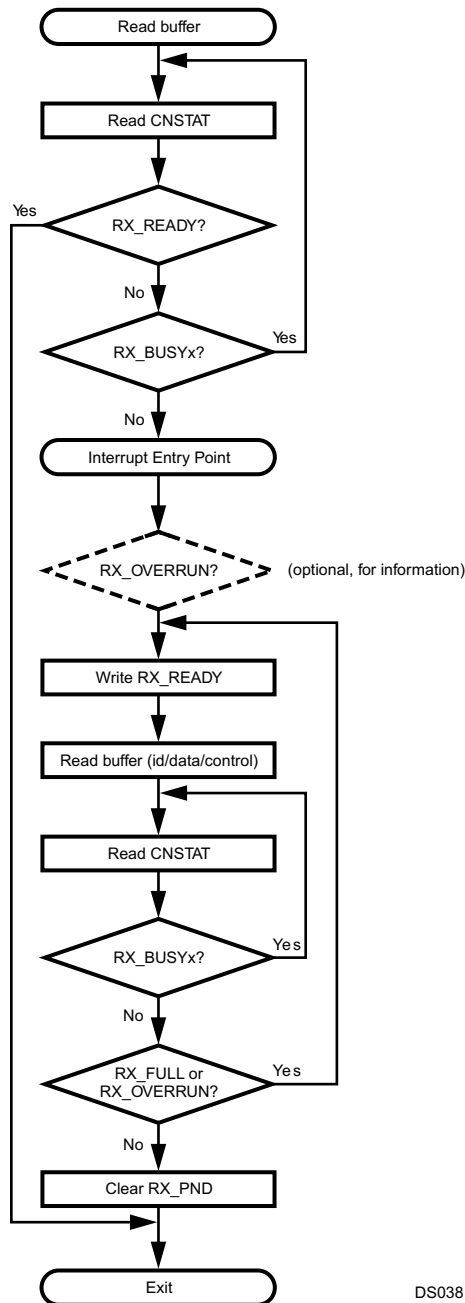 Read buffer
Read CNSTAT
Yes
RX_READY?
No
RX_BUSYx?
Yes
No
Interrupt Entry Point
RX_OVERRUN?
(optional, for information)
Write RX_READY
Read buffer (id/data/control)
Read CNSTAT
RX_BUSYx?
Yes
No
RX_FULL or
RX_OVERRUN?
Yes
No
Clear RX_PND
Exit
DS038